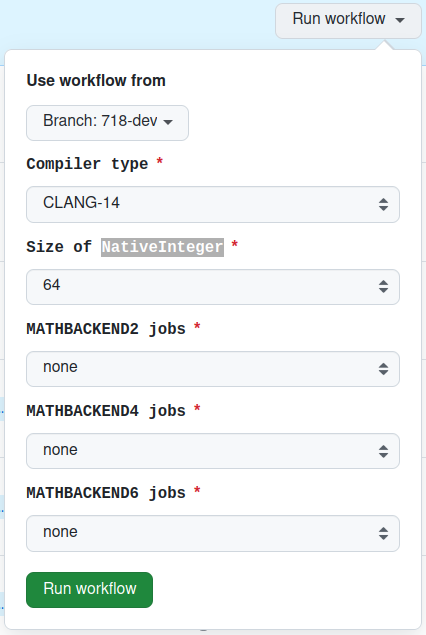 Run workflow
Use workflow from
Branch: 718-dev
Compiler type *
CLANG-14
Size of NativeInteger *
64
MATHBACKEND2 jobs *
none
MATHBACKEND4 jobs *
none
MATHBACKEND6 jobs *
none
Run workflow